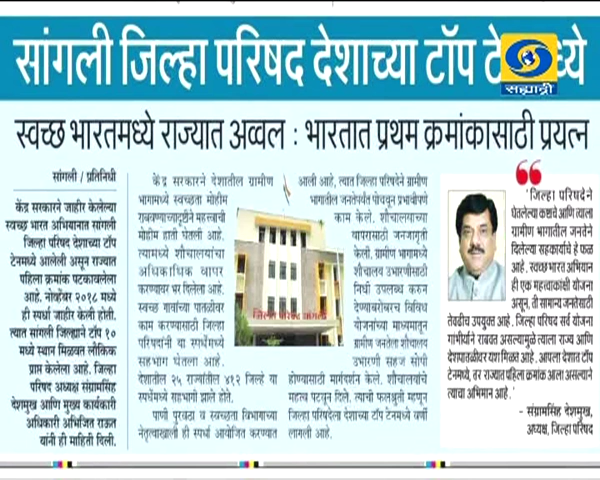 सांगली जिल्हा परिषद देशाच्या टॉप
सह्याद्री
स्वच्छ भारतमध्ये राज्यात अव्वल : भारतात प्रथम क्रमांकासाठी प्रयत्न
सांगली / प्रतिनिधी
केंद्र सरकारने जाहीर केलेल्या
स्वच्छ भारत अभियानात सांगली
जिल्हा परिषद देशाच्या टॉप
टेनमध्ये आलेली असून राज्यात
पहिला क्रमांक पटकावलेला
आहे. नोव्हेंबर २०१८ मध्ये
ही स्पर्धा जाहीर केली होती.
त्यात सांगली जिल्ह्याने टॉप १०
मध्ये स्थान मिळवत लौकिक
प्राप्त केलेला आहे. जिल्हा
परिषद अध्यक्ष संग्रामसिंह
देशमुख आणि मुख्य कार्यकारी
अधिकारी अभिजित राऊत
यांनी ही माहिती दिली.
केंद्र सरकारने देशातील ग्रामीण
भागामध्ये स्वच्छता मोहीम
राबवण्याच्यादृष्टीने महत्त्वाची
मोहीम हाती घेतली आहे.
त्यामध्ये शौचालयांचा
अधिकाधिक वापर
करण्यावर भर दिलेला आहे.
स्वच्छ गावांच्या पातळीवर
काम करण्यासाठी जिल्हा
परिषदांनी या स्पर्धेमध्ये
सहभाग घेतला आहे.
देशातील २५ राज्यांतील ४१२ जिल्हे या
स्पर्धेमध्ये सहभागी झाले होते.
पाणी पुरवठा व स्वच्छता विभागाच्या
नेतृत्वाखाली ही स्पर्धा आयोजित करण्यात
आली आहे, त्यात जिल्हा परिषदेने ग्रामीण
भागातील जनतेपर्यंत पोचवून प्रभावीपणे
काम केले. शौचालयाच्या
वापरासाठी जनजागृती
केली. ग्रामीण भागामध्ये
शौचालय उभारणीसाठी
निधी उपलब्ध करुन
देण्याबरोबरच विविध
योजनांच्या माध्यमातून
ग्रामीण जनतेला शौचालय
उभारणी सहज सोपी
होण्यासाठी मार्गदर्शन केले. शौचालयांचे
महत्व पटवून दिले. त्याची फलश्रुती म्हणून
जिल्हा परिषदेला देशाच्या टॉप टेनमध्ये वर्णी
लागली आहे.
जिल्हा परिषद सांगली
'जिल्हा परिषदेने
घेतलेल्या कष्टाचे आणि त्याला
ग्रामीण भागातील जनतेने
दिलेल्या सहकार्याचे हे फळ
आहे. स्वच्छ भारत अभियान
ही एक महत्वाकांक्षी योजना
असून, ती सामान्य जनतेसाठी
तेवढीच उपयुक्त आहे. जिल्हा परिषद सर्व योजना
गांभीर्याने राबवत असल्यामुळे त्याला राज्य आणि
देशपातळीवर यश मिळत आहे. आपला देशात टॉप
टेनमध्ये, तर राज्यात पहिला क्रमांक आला असल्याने
त्याचा अभिमान आहे.'
- संग्रामसिंह देशमुख,
अध्यक्ष, जिल्हा परिषद